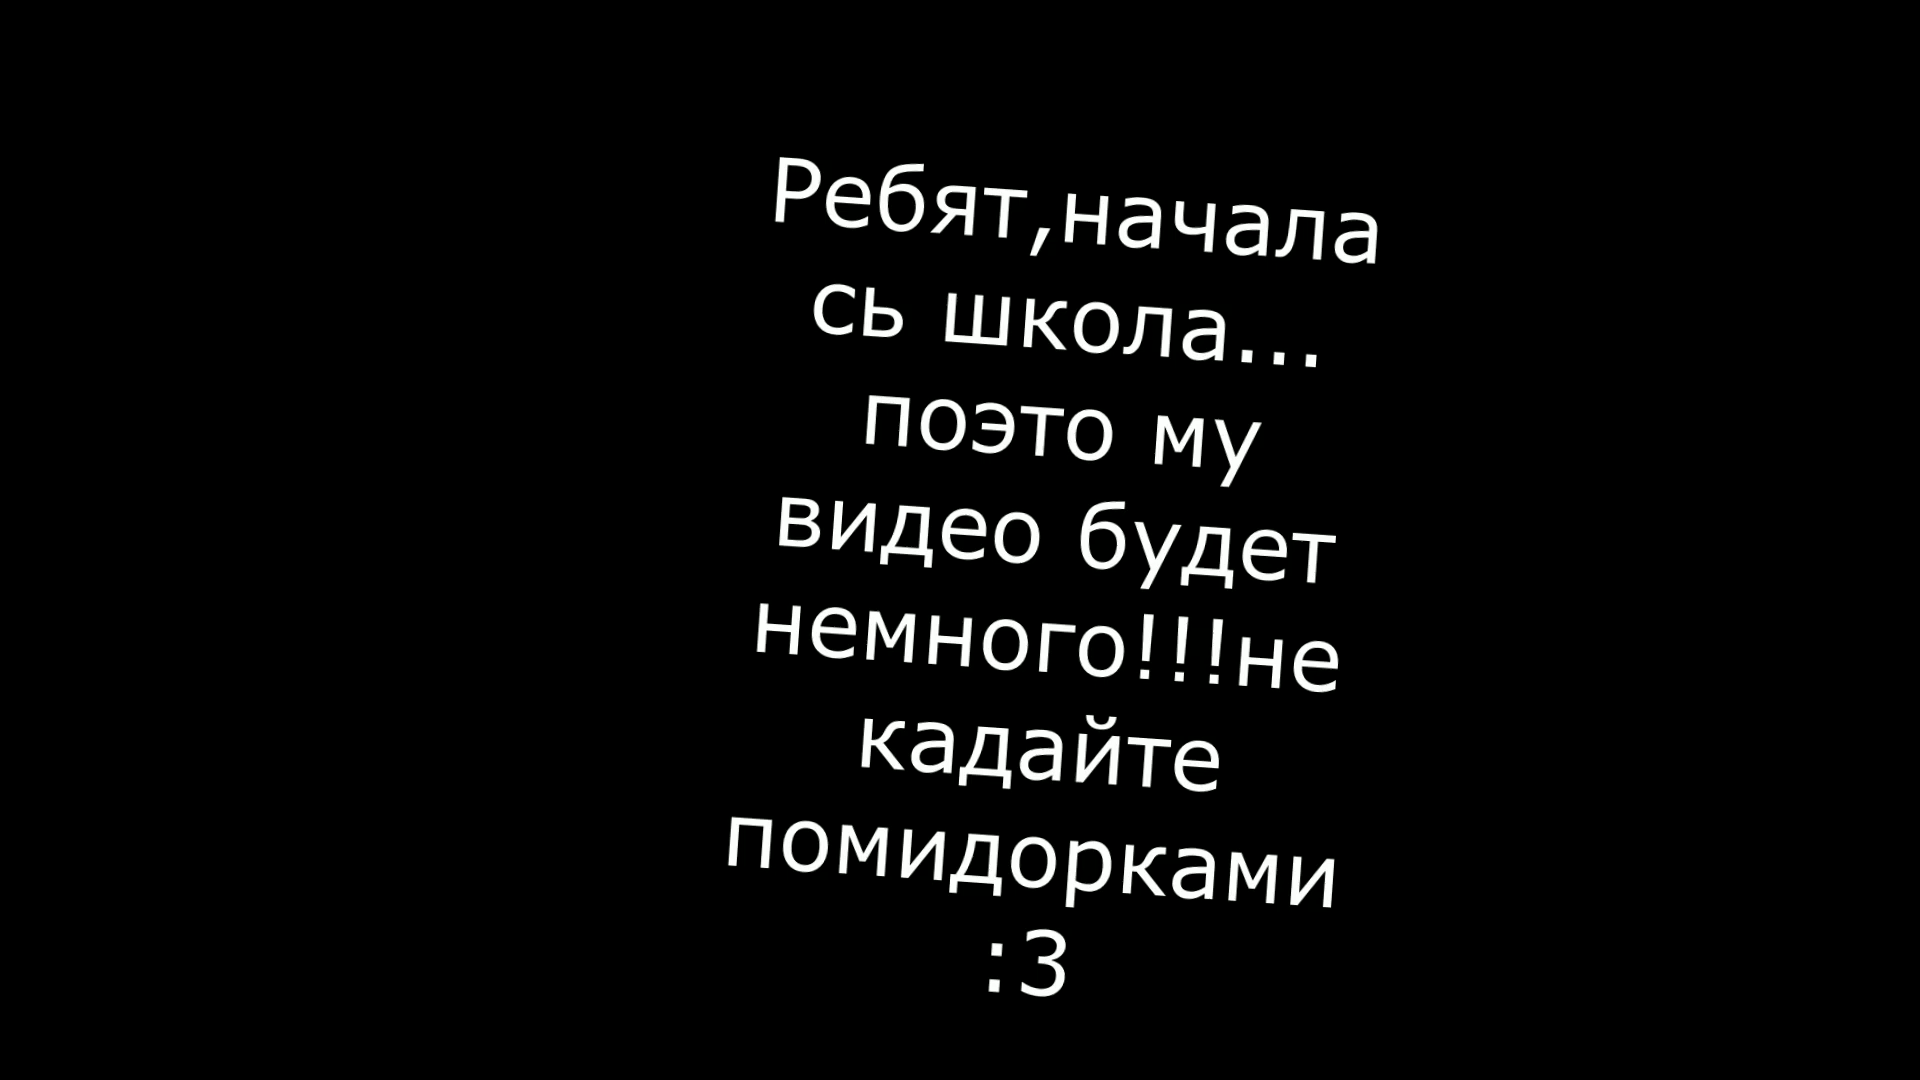 Ребят,начала
сь школа...
поэто му
видео будет
немного!!!не
кадайте
помидорками
:3